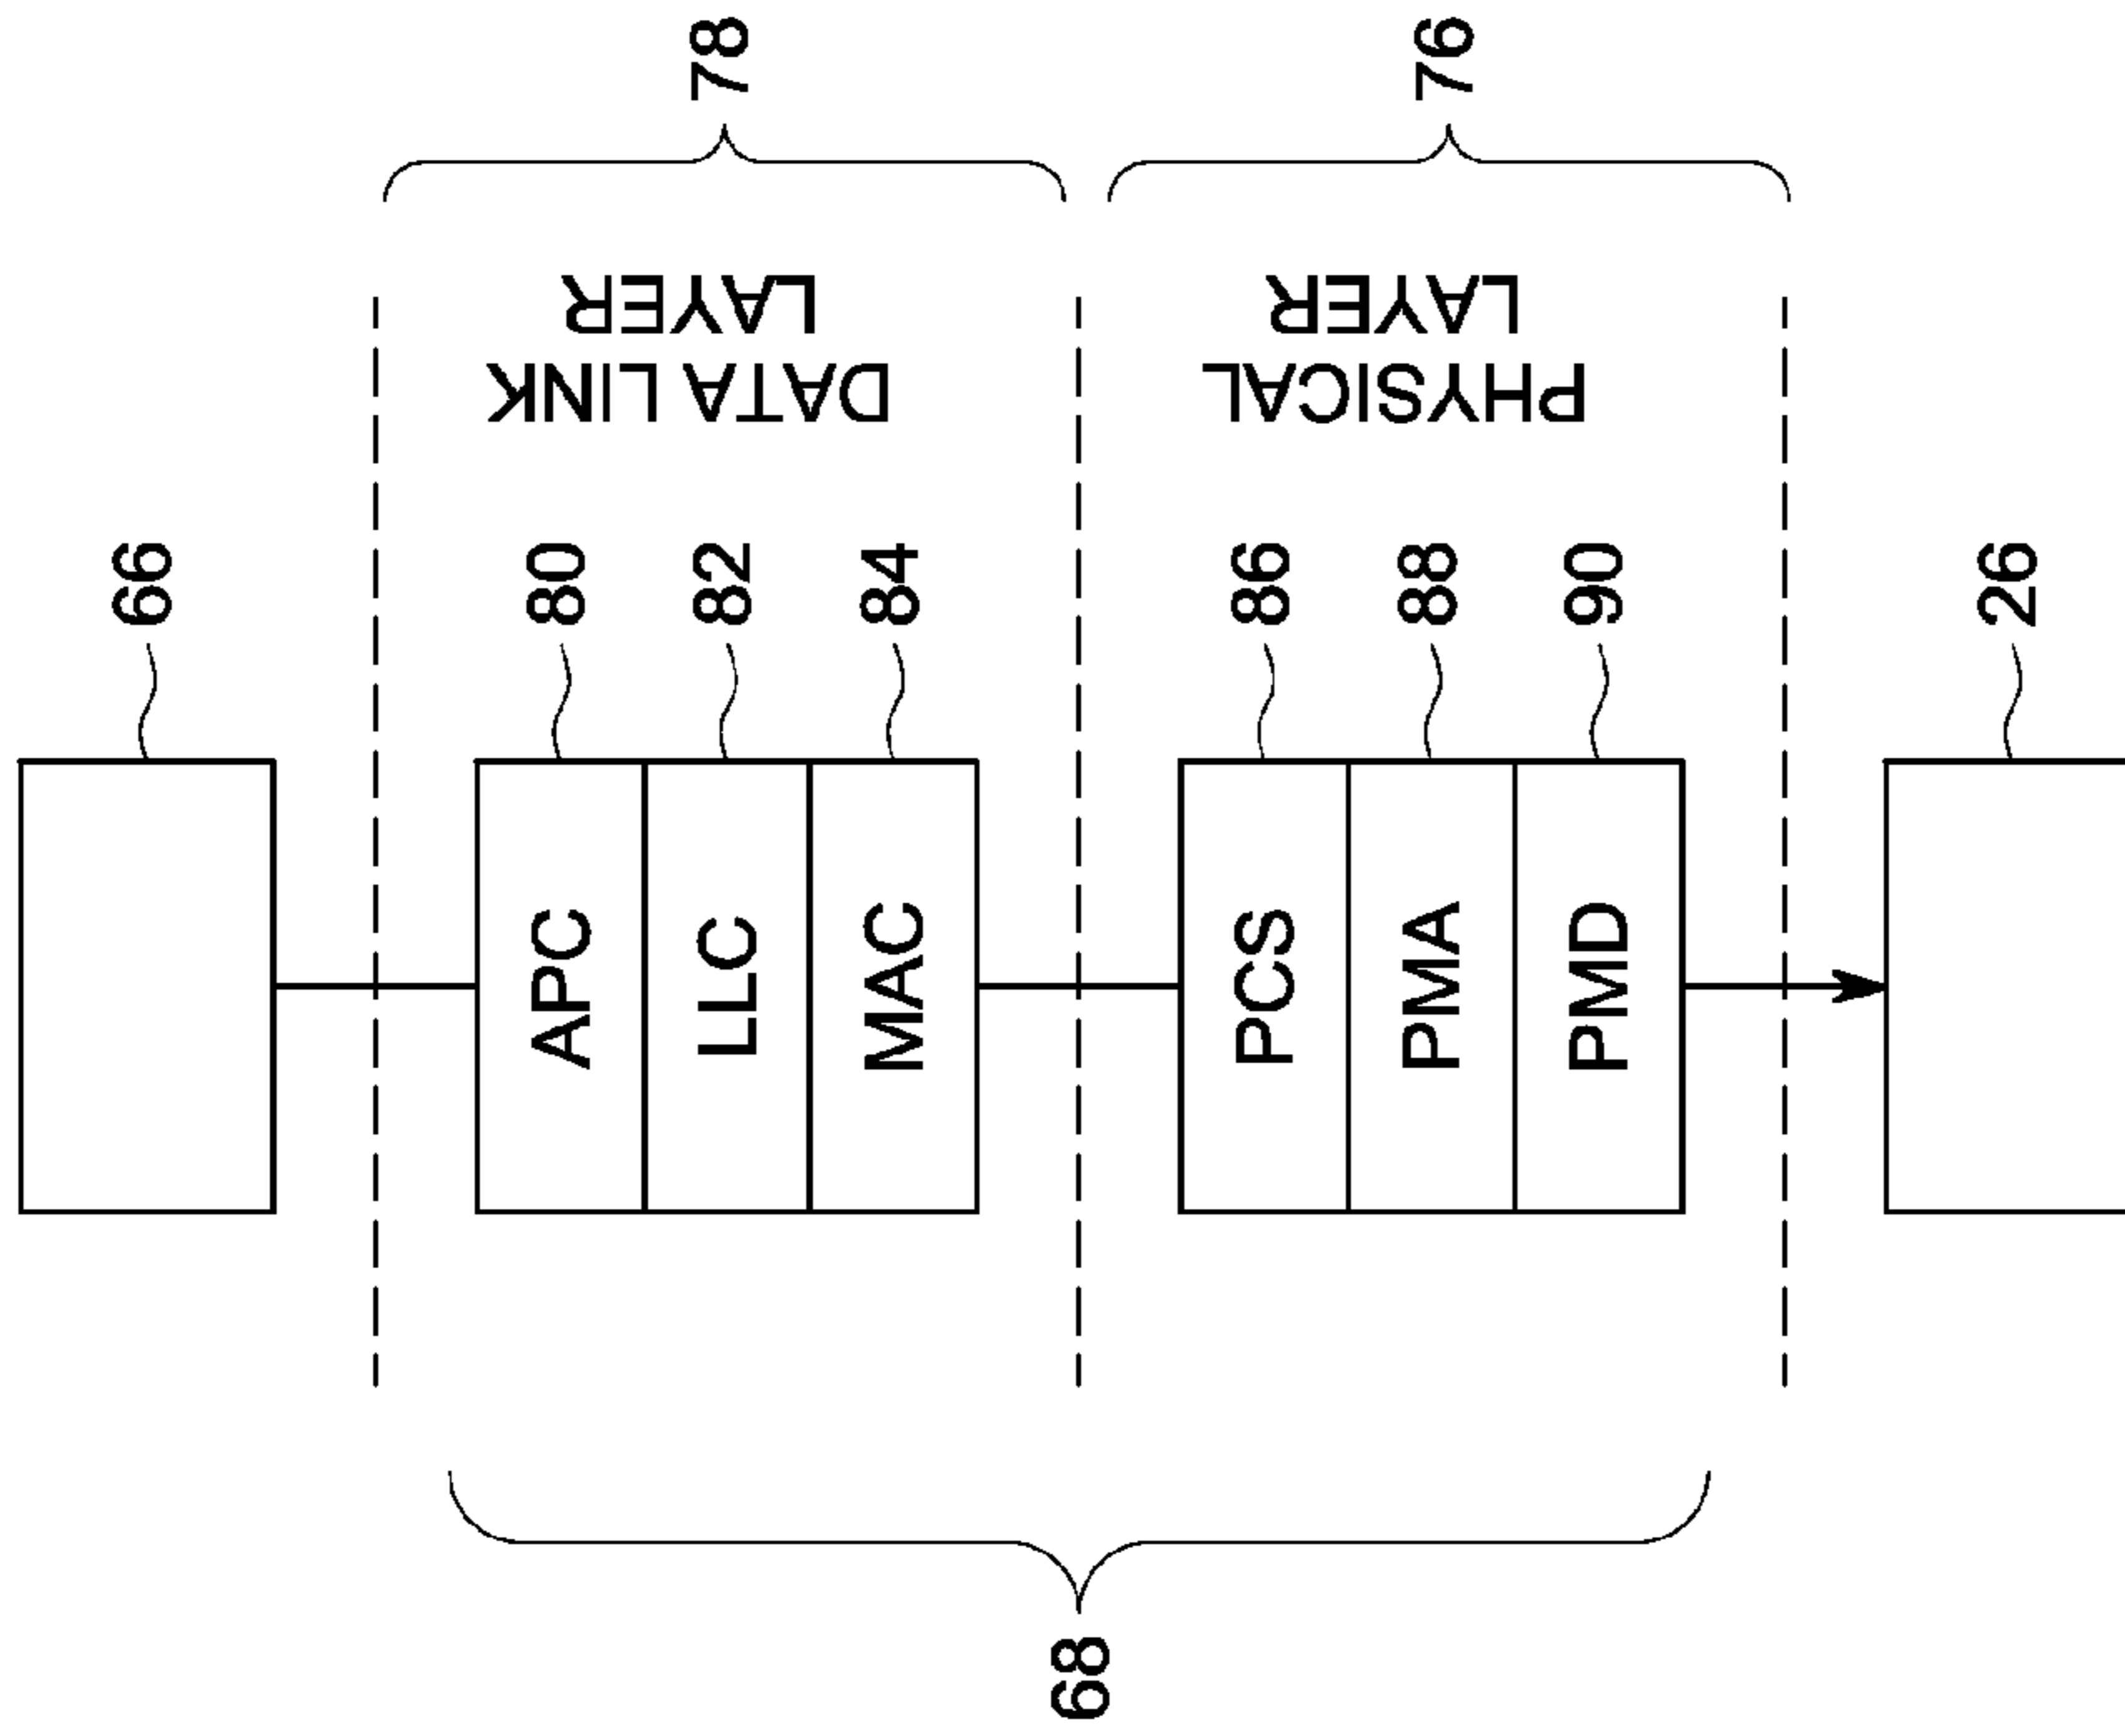 66
80
82
84
86
88
90
26
APC
LLC
MAC
PCS
PMA
PMD
DATA LINK
LAYER
PHYSICAL
LAYER
78
76
68